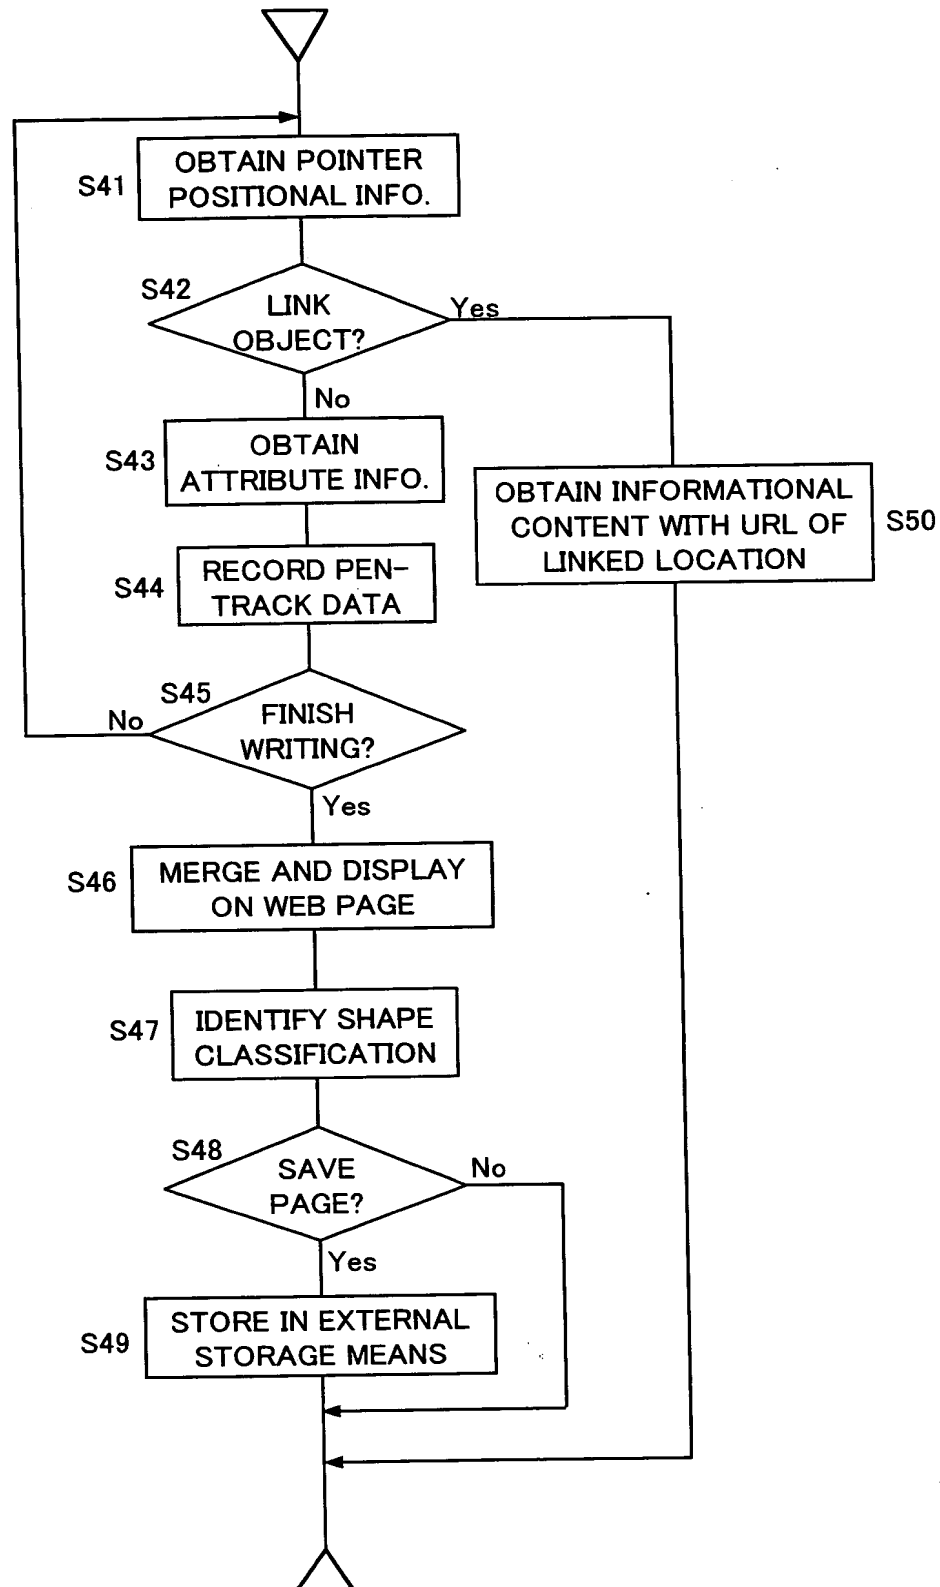 S41
OBTAIN POINTER
POSITIONAL INFO.
S42
LINK
OBJECT?
Yes
No
S43
OBTAIN
ATTRIBUTE INFO.
OBTAIN INFORMATIONAL
CONTENT WITH URL OF
LINKED LOCATION
S50
S44
RECORD PEN-
TRACK DATA
S45
FINISH
WRITING?
No
Yes
S46
MERGE AND DISPLAY
ON WEB PAGE
S47
IDENTIFY SHAPE
CLASSIFICATION
S48
SAVE
PAGE?
No
Yes
S49
STORE IN EXTERNAL
STORAGE MEANS